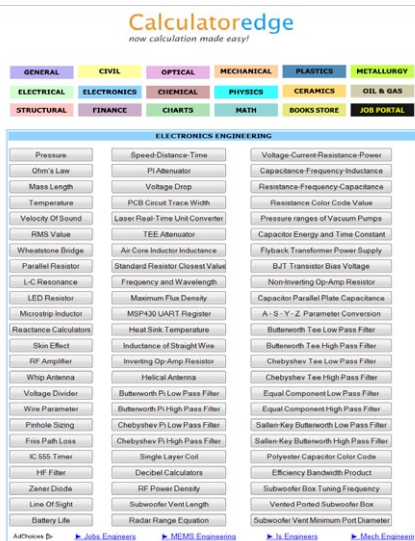 Calculatoredge
now calculation made easy!
GENERAL CIVIL OPTICAL MECHANICAL PLASTICS METALLURGY
ELECTRICAL ELECTRONICS CHEMICAL PHYSICS CERAMICS OIL & GAS
STRUCTURAL FINANCE CHARTS MATH BOOKS STORE JOB PORTAL
ELECTRONICS ENGINEERING
Pressure Speed-Distance-Time Voltage-Current-Resistance-Power
Ohm's Law PI Attenuator Capacitance-Frequency-Inductance
Mass Length Voltage Drop Resistance-Frequency-Capacitance
Temperature PCB Circuit Trace Width Resistance Color Code Value
Velocity Of Sound Laser Real-Time Unit Converter Pressure ranges of Vacuum Pumps
RMS Value TEE Attenuator Capacitor Energy and Time Constant
Wheatstone Bridge Air Core Inductor Inductance Flyback Transformer Power Supply
Parallel Resistor Standard Resistor Closest Value BJT Transistor Bias Voltage
L-C Resonance Frequency and Wavelength Non-Inverting Op-Amp Resistor
LED Resistor Maximum Flux Density Capacitor Parallel Plate Capacitance
Microstrip Inductor MSP430 UART Register A - S - Y - Z Parameter Conversion
Reactance Calculators Heat Sink Temperature Butterworth Tee Low Pass Filter
Skin Effect Inductance of Straight Wire Butterworth Tee High Pass Filter
RF Amplifier Inverting Op-Amp Resistor Chebyshev Tee Low Pass Filter
Whip Antenna Helical Antenna Chebyshev Tee High Pass Filter
Voltage Divider Butterworth Pi Low Pass Filter Equal Component Low Pass Filter
Wire Parameter Butterworth Pi High Pass Filter Equal Component High Pass Filter
Pinhole Sizing Chebyshev Pi Low Pass Filter Sallen-Key Butterworth Low Pass Filter
Friis Path Loss Chebyshev Pi High Pass Filter Sallen-Key Butterworth High Pass Filter
IC 555 Timer Single Layer Coil Polyester Capacitor Color Code
HF Filter Decibel Calculators Efficiency Bandwidth Product
Zener Diode RF Power Density Subwoofer Box Tuning Frequency
Line Of Sight Subwoofer Vent Length Vented Ported Subwoofer Box
Battery Life Radar Range Equation Subwoofer Vent Minimum Port Diameter
AdChoices ► Jobs Engineers ► MEMS Engineering ► Is Engineers ► Mech Engineering